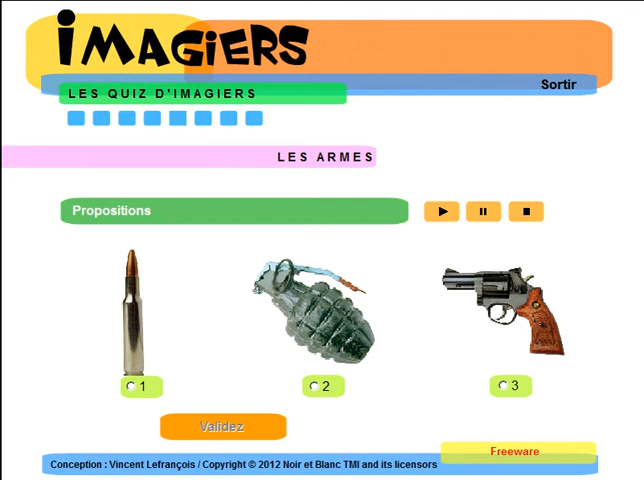 iMAGiERS
Sortir
LES QUIZ D'IMAGIERS
LES ARMES
Propositions
1
2
3
Validez
Freeware
Conception : Vincent Lefrançois / Copyright © 2012 Noir et Blanc TMI and its licensors